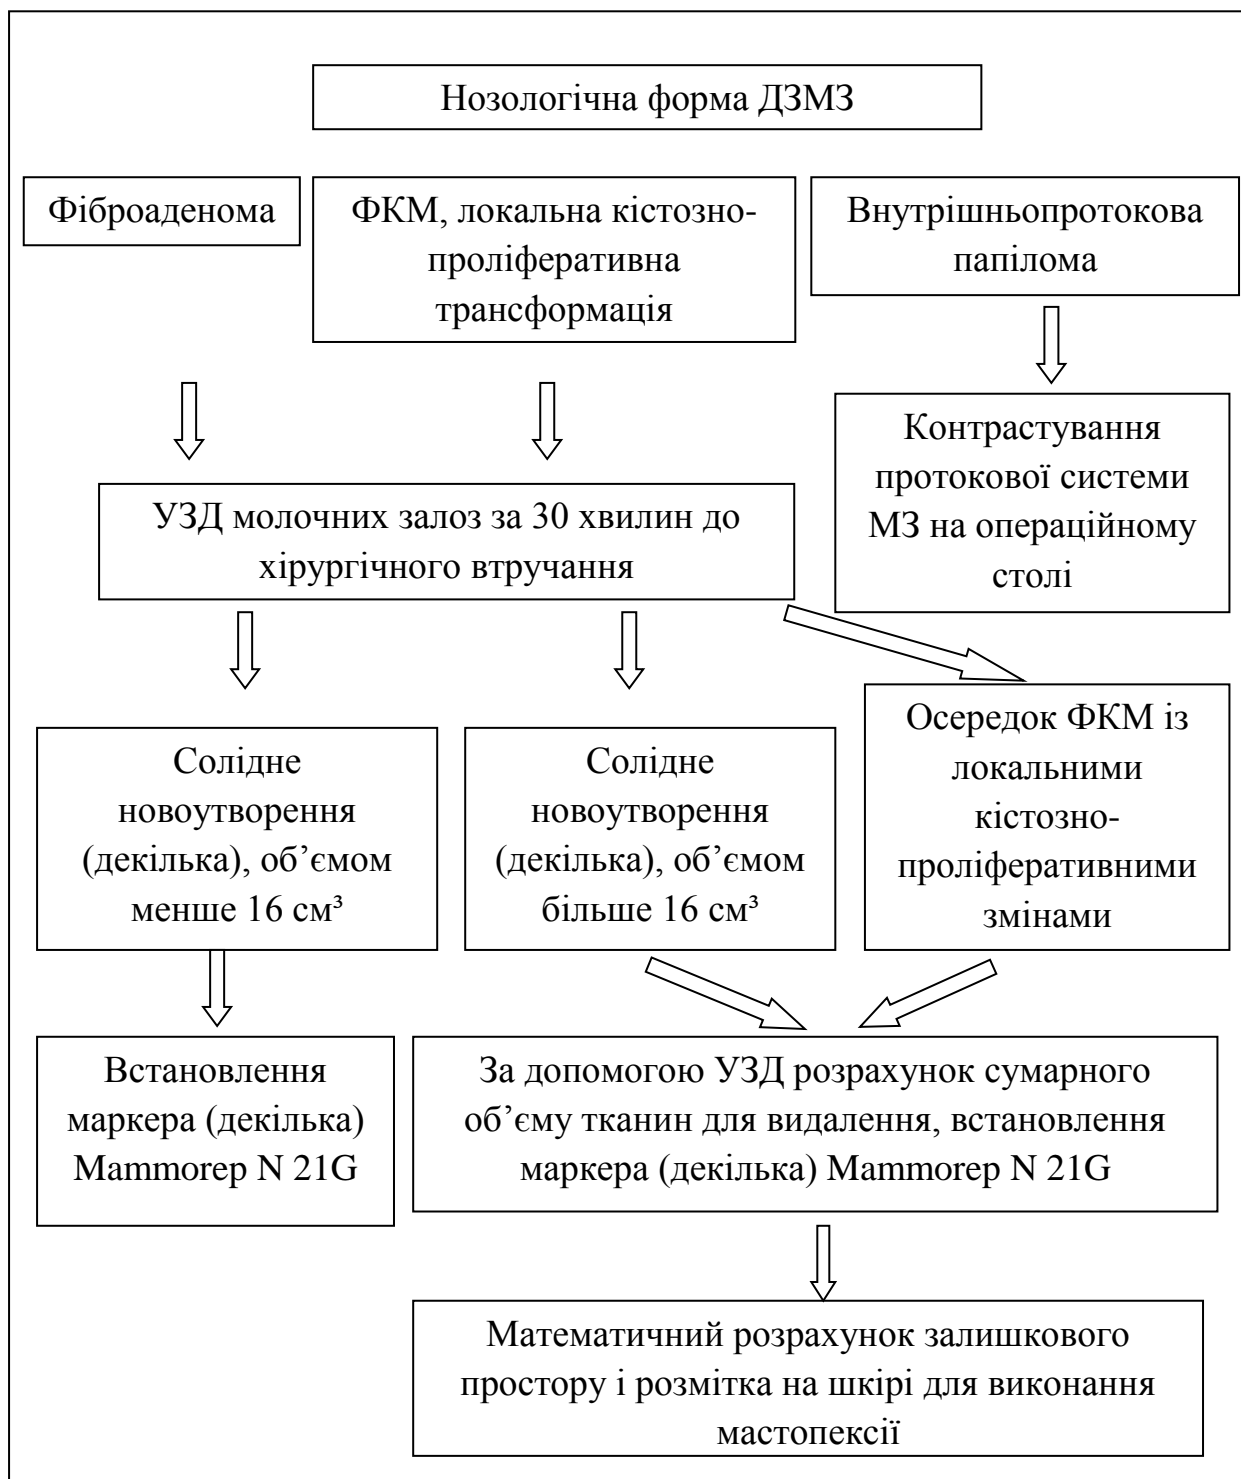 Нозологічна форма ДЗМЗ
Фіброаденома
ФКМ, локальна кістозно-
проліферативна
трансформація
Внутрішньопротокова
папілома
Контрастування
протокової системи
МЗ на операційному
столі
УЗД молочних залоз за 30 хвилин до
хірургічного втручання
Солідне
новоутворення
(декілька), об’ємом
менше 16 см³
Солідне
новоутворення
(декілька), об’ємом
більше 16 см³
Осередок ФКМ із
локальними
кістозно-
проліферативними
змінами
Встановлення
маркера (декілька)
Mammorep N 21G
За допомогою УЗД розрахунок сумарного
об’єму тканин для видалення, встановлення
маркера (декілька) Mammorep N 21G
Математичний розрахунок залишкового
простору і розмітка на шкірі для виконання
мастопексії